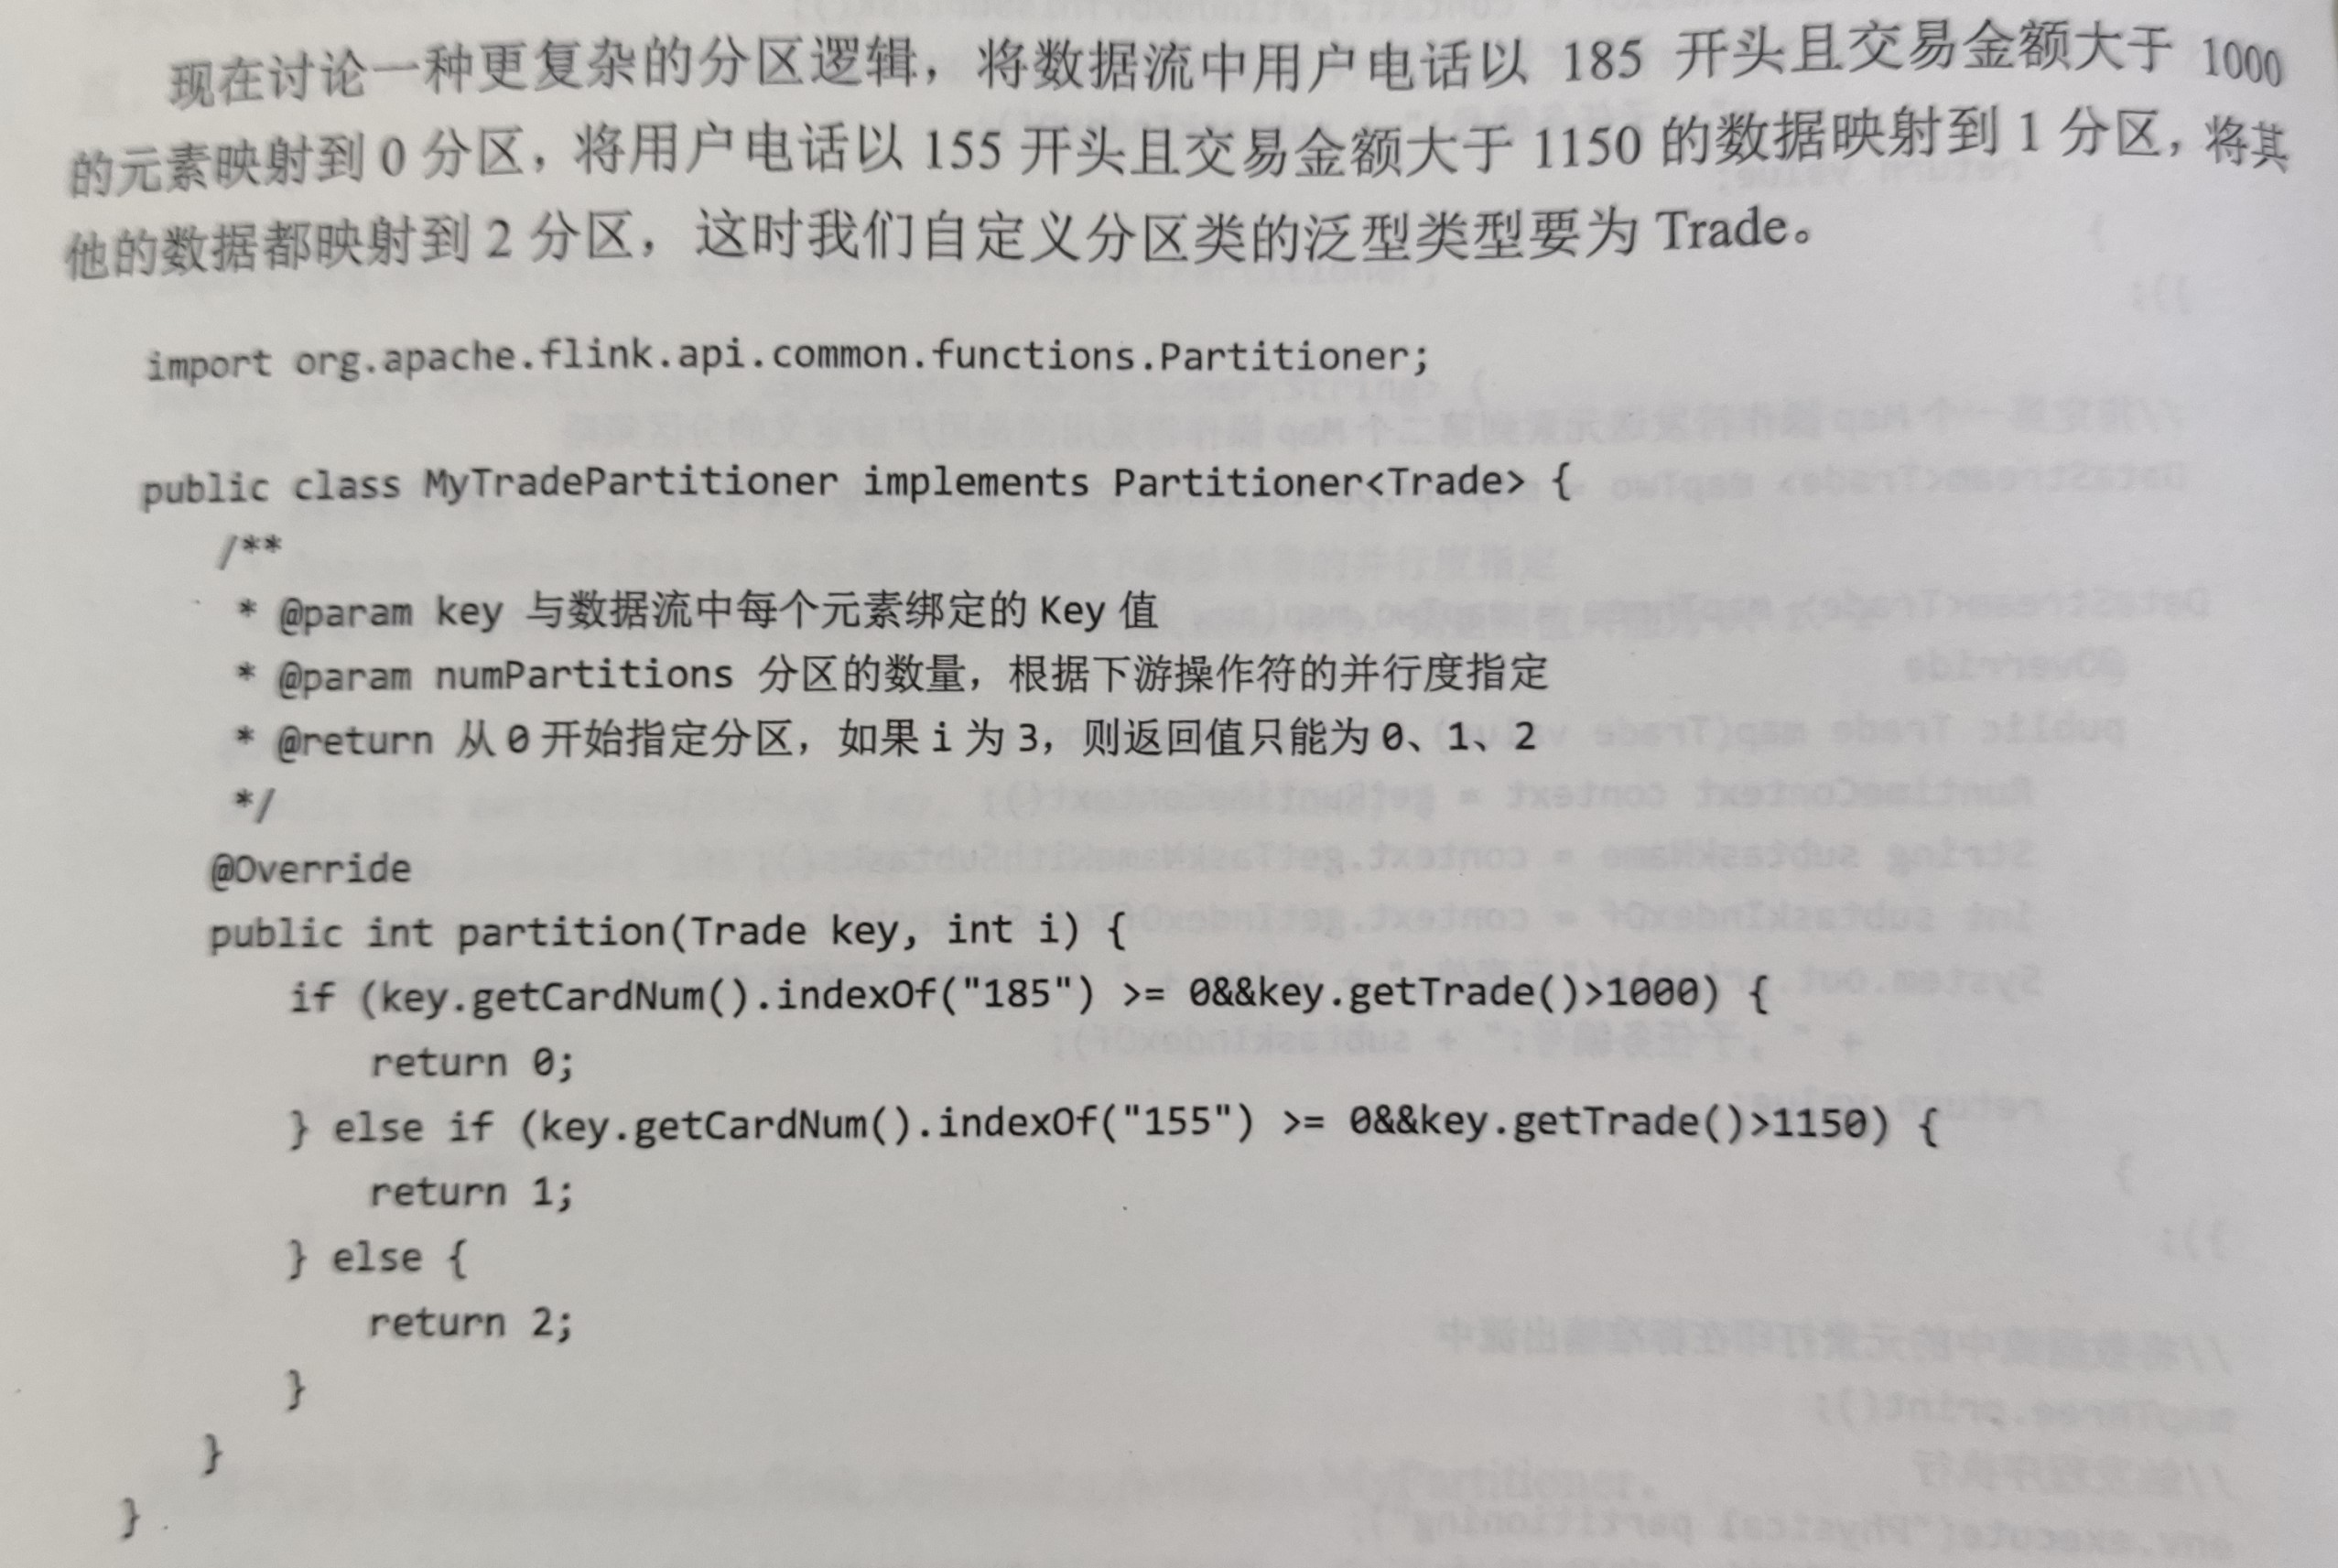 现在讨论一种更复杂的分区逻辑，将数据流中用户电话以 185 开头且交易金额大于 1000
的元素映射到 0 分区，将用户电话以 155 开头且交易金额大于 1150 的数据映射到 1 分区，将其
他的数据都映射到 2 分区，这时我们自定义分区类的泛型类型要为 Trade。
import org.apache.flink.api.common.functions.Partitioner;
public class MyTradePartitioner implements Partitioner<Trade> {
/**
* @param key 与数据流中每个元素绑定的 Key 值
* @param numPartitions 分区的数量，根据下游操作符的并行度指定
* @return 从 0 开始指定分区，如果 i 为 3，则返回值只能为 0、1、2
*/
@Override
public int partition(Trade key, int i) {
if (key.getCardNum().indexOf("185") >= 0&&key.getTrade()>1000) {
return 0;
} else if (key.getCardNum().indexOf("155") >= 0&&key.getTrade()>1150) {
return 1;
} else {
return 2;
}
}
}